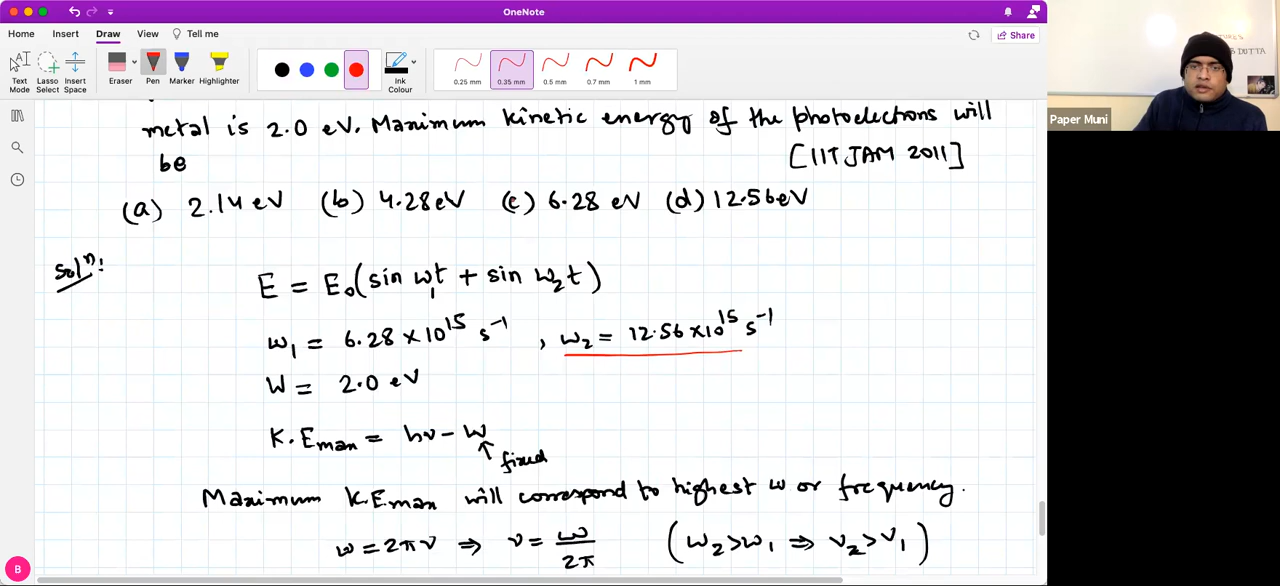 OneNote
Home Insert Draw View Tell me
Share
Text Mode Lasso Select Insert Space Eraser Pen Marker Highlighter Ink Colour 0.25 mm 0.35 mm 0.5 mm 0.7 mm 1 mm
DUTTA
Paper Muni
metal is 2.0 eV. Maximum kinetic energy of the photoelectrons will
be [IIT JAM 2011]
(a) 2.14 eV (b) 4.28 eV (c) 6.28 eV (d) 12.56 eV
Solⁿ:
E = E₀(sin ω₁t + sin ω₂t)
ω₁ = 6.28 × 10¹⁵ s⁻¹ , ω₂ = 12.56 × 10¹⁵ s⁻¹
W = 2.0 eV
K.Emax = hν − W
fixed
Maximum K.Emax will correspond to highest ω or frequency.
ω = 2πν ⇒ ν = ω/2π (ω₂ > ω₁ ⇒ ν₂ > ν₁)
B